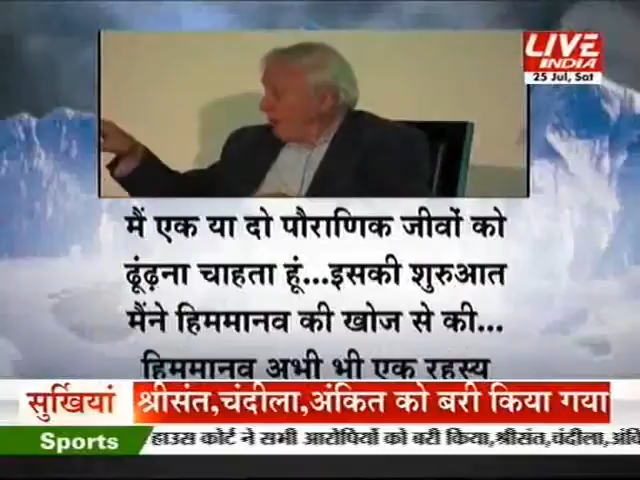 LIVE
INDIA
25 Jul, Sat
मैं एक या दो पौराणिक जीवों को
ढूंढ़ना चाहता हूं...इसकी शुरुआत
मैंने हिममानव की खोज से की...
हिममानव अभी भी एक रहस्य
सुर्खियां
श्रीसंत,चंदीला,अंकित को बरी किया गया
Sports
हाउस कोर्ट ने सभी आरोपियों को बरी किया,श्रीसंत,चंदीला,अंकि